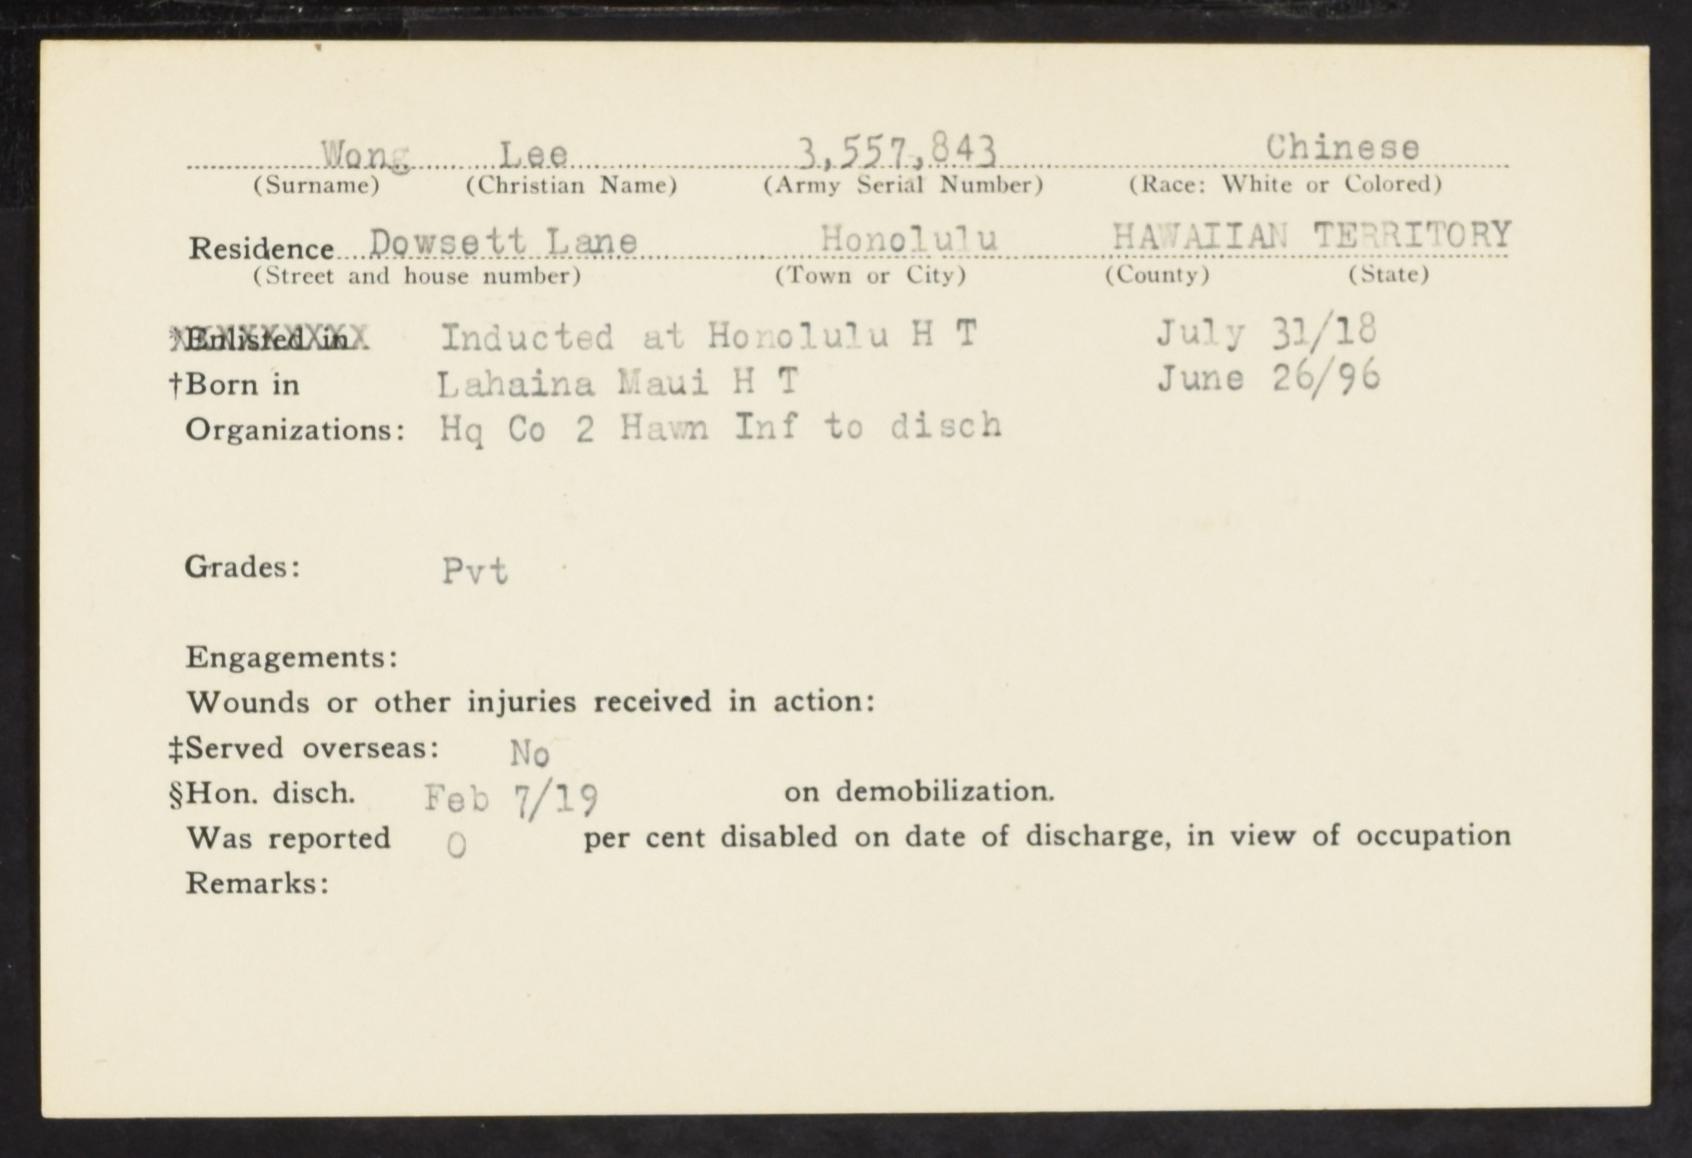 Wong Lee 3,557,843 Chinese
(Surname) (Christian Name) (Army Serial Number) (Race: White or Colored)
Residence Dowsett Lane Honolulu HAWAIIAN TERRITORY
(Street and house number) (Town or City) (County) (State)
*Enlisted in Inducted at Honolulu H T July 31/18
†Born in Lahaina Maui H T June 26/96
Organizations: Hq Co 2 Hawn Inf to disch
Grades: Pvt
Engagements:
Wounds or other injuries received in action:
‡Served overseas: No
§Hon. disch. Feb 7/19 on demobilization.
Was reported 0 per cent disabled on date of discharge, in view of occupation
Remarks: